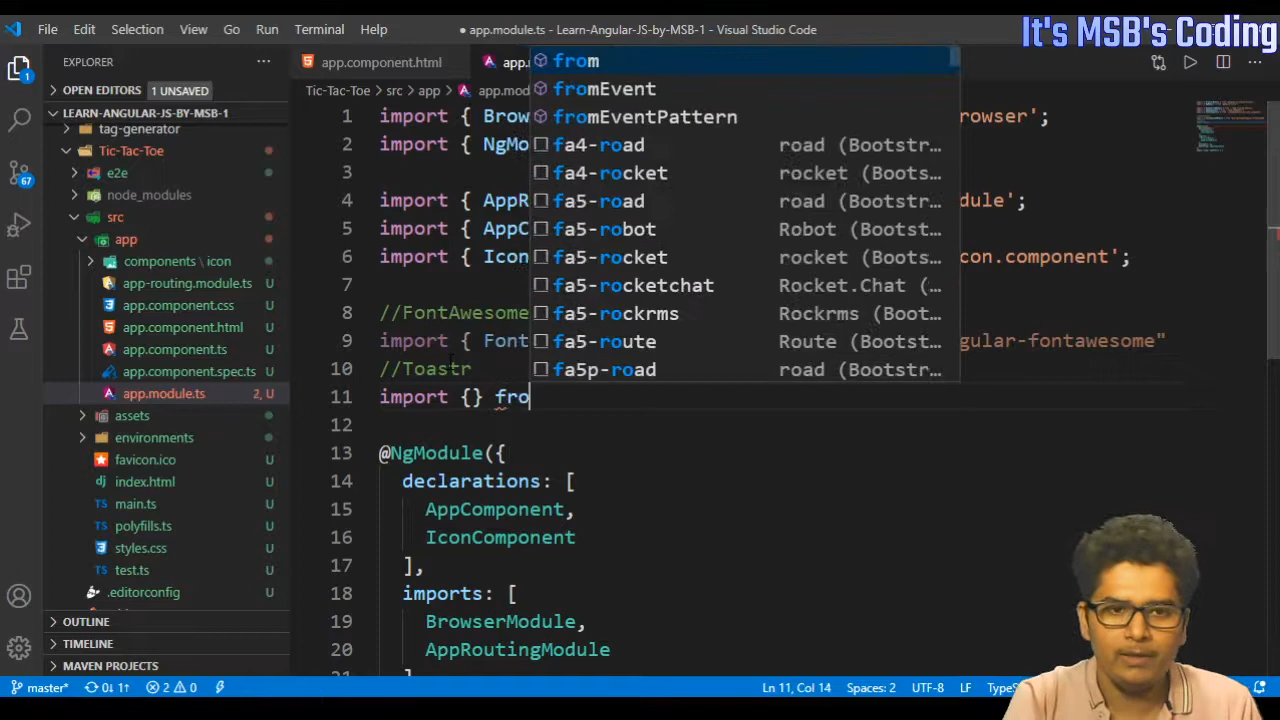 File Edit Selection View Go Run Terminal Help
● app.module.ts - Learn-Angular-JS-by-MSB-1 - Visual Studio Code
It's MSB's Coding
EXPLORER ...
OPEN EDITORS 1 UNSAVED
LEARN-ANGULAR-JS-BY-MSB-1
tag-generator
Tic-Tac-Toe
e2e
node_modules
src
app
components \ icon
app-routing.module.ts U
app.component.css U
app.component.html U
app.component.ts U
app.component.spec.ts U
app.module.ts 2, U
assets
environments
favicon.ico U
index.html U
main.ts U
polyfills.ts U
styles.css U
test.ts U
.editorconfig U
OUTLINE
TIMELINE
MAVEN PROJECTS
1
67
app.component.html
app.
Tic-Tac-Toe > src > app > app.mod
1 import { Brow rowser';
2 import { NgMo
3
4 import { AppR dule';
5 import { AppC
6 import { Icon con.component';
7
8 //FontAwesome
9 import { Font gular-fontawesome"
10 //Toastr
11 import {} fro
12
13 @NgModule({
14 declarations: [
15 AppComponent,
16 IconComponent
17 ],
18 imports: [
19 BrowserModule,
20 AppRoutingModule
21 ]
from
fromEvent
fromEventPattern
fa4-road road (Bootstr…
fa4-rocket rocket (Boots…
fa5-road road (Bootstr…
fa5-robot Robot (Bootst…
fa5-rocket rocket (Boots…
fa5-rocketchat Rocket.Chat (…
fa5-rockrms Rockrms (Boot…
fa5-route Route (Bootst…
fa5p-road road (Bootstr…
master* 0↓ 1↑ 2 0
Ln 11, Col 14 Spaces: 2 UTF-8 LF TypeS